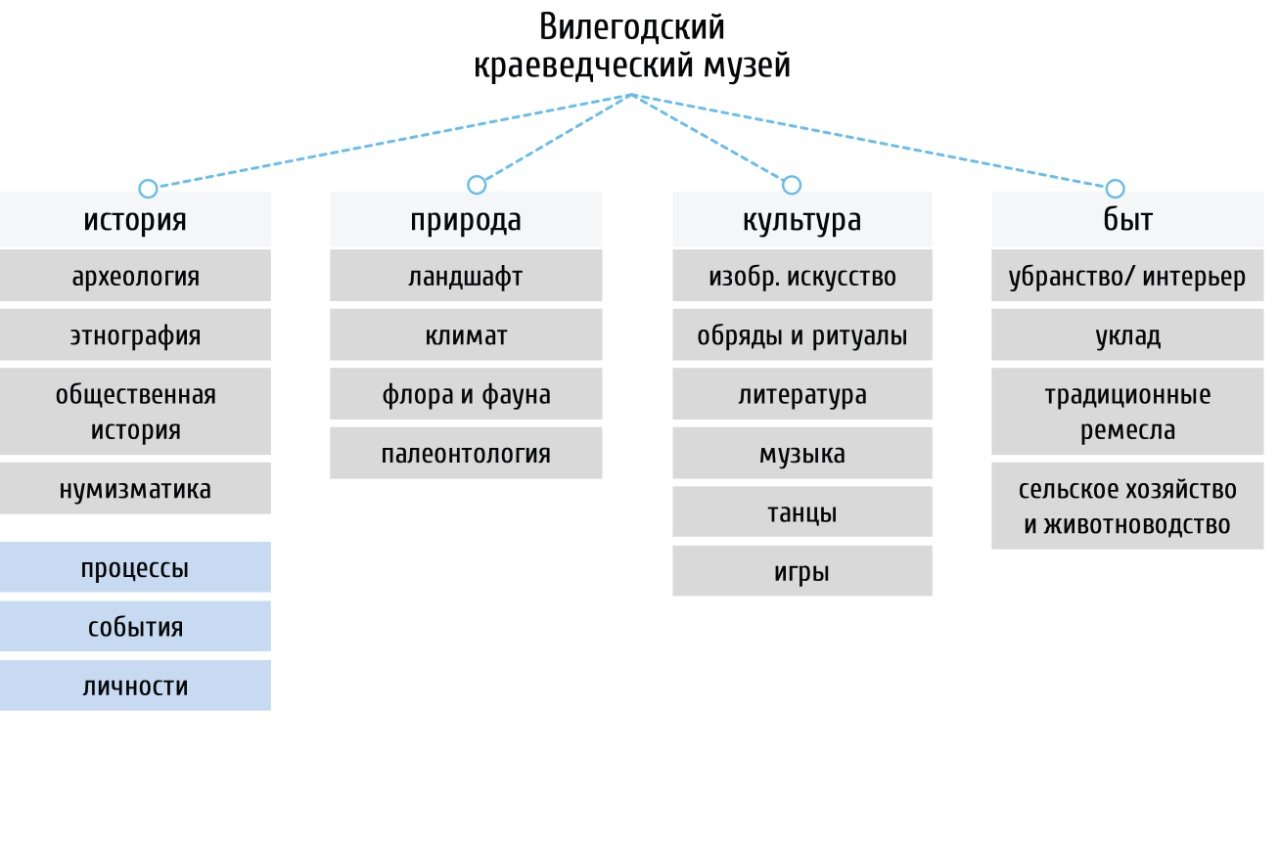 Вилегодский
краеведческий музей
история
археология
этнография
общественная
история
нумизматика
процессы
события
личности
природа
ландшафт
климат
флора и фауна
палеонтология
культура
изобр. искусство
обряды и ритуалы
литература
музыка
танцы
игры
быт
убранство/ интерьер
уклад
традиционные
ремесла
сельское хозяйство
и животноводство